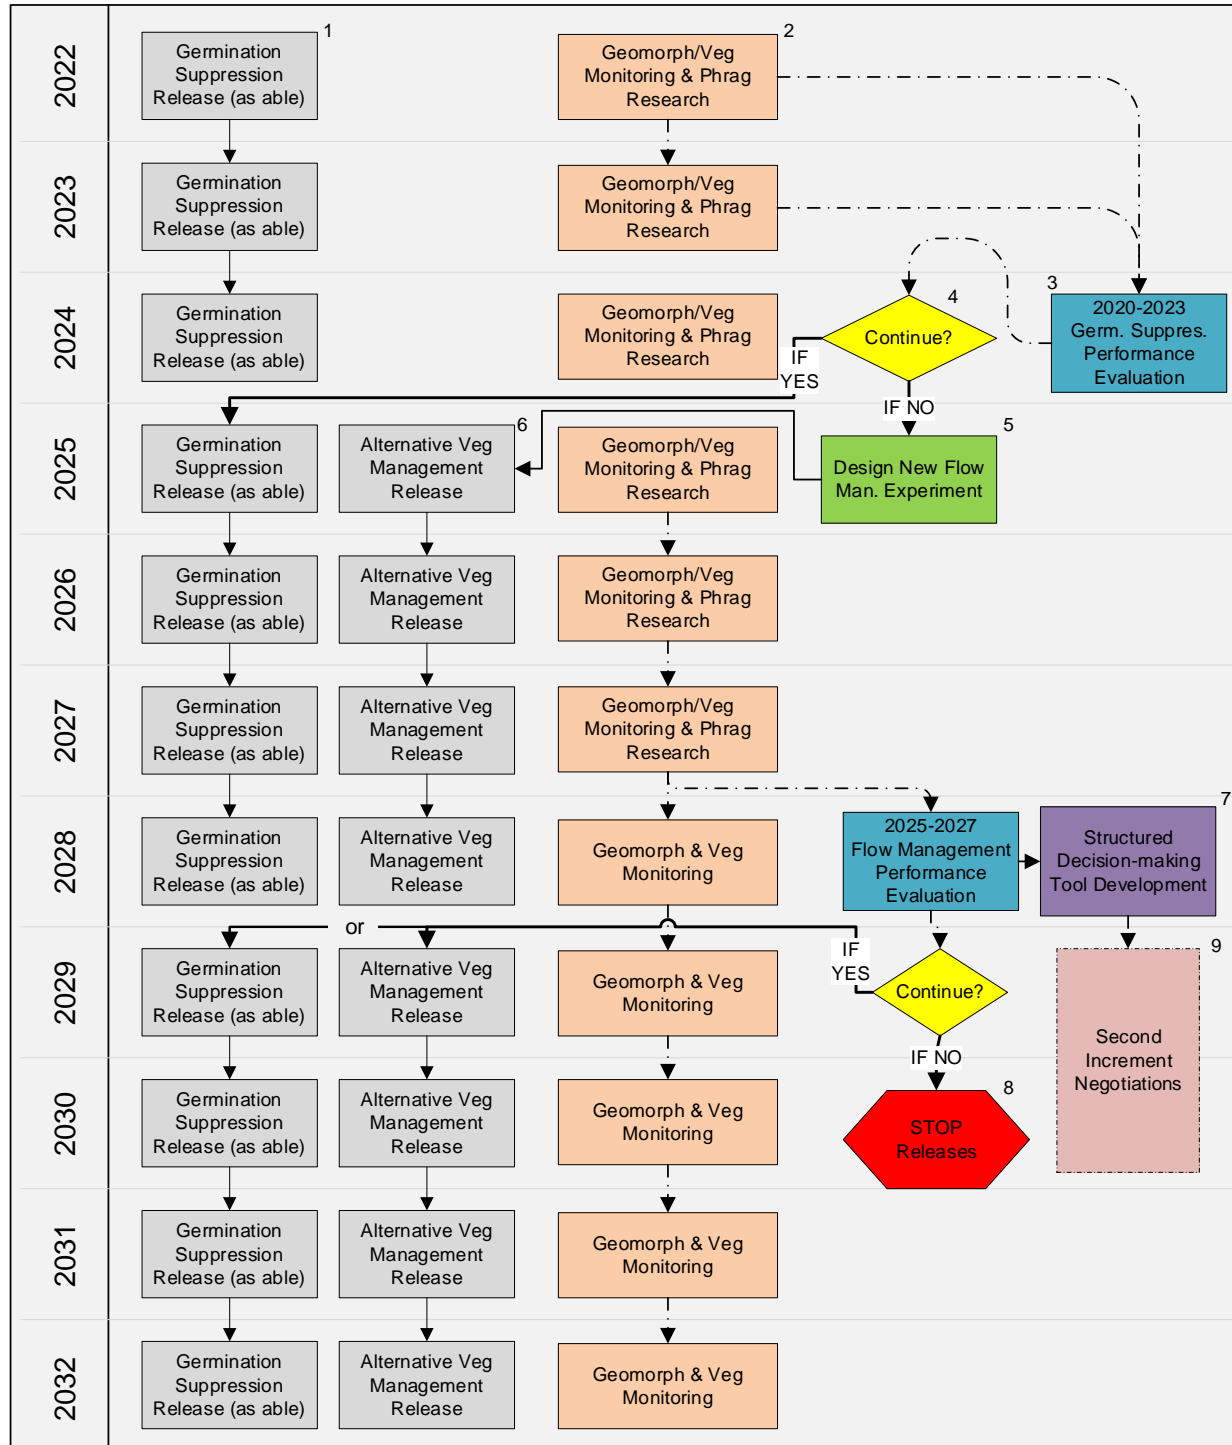 2022
Germination
Suppression
Release (as able)
1
Geomorph/Veg
Monitoring & Phrag
Research
2
2023
Germination
Suppression
Release (as able)
Geomorph/Veg
Monitoring & Phrag
Research
2024
Germination
Suppression
Release (as able)
Geomorph/Veg
Monitoring & Phrag
Research
4
Continue?
IF
YES
IF NO
3
2020-2023
Germ. Suppres.
Performance
Evaluation
2025
Germination
Suppression
Release (as able)
6
Alternative Veg
Management
Release
Geomorph/Veg
Monitoring & Phrag
Research
5
Design New Flow
Man. Experiment
2026
Germination
Suppression
Release (as able)
Alternative Veg
Management
Release
Geomorph/Veg
Monitoring & Phrag
Research
2027
Germination
Suppression
Release (as able)
Alternative Veg
Management
Release
Geomorph/Veg
Monitoring & Phrag
Research
2028
Germination
Suppression
Release (as able)
Alternative Veg
Management
Release
Geomorph & Veg
Monitoring
2025-2027
Flow Management
Performance
Evaluation
7
Structured
Decision-making
Tool Development
2029
or
Germination
Suppression
Release (as able)
Alternative Veg
Management
Release
Geomorph & Veg
Monitoring
IF
YES
Continue?
IF NO
9
Second
Increment
Negotiations
2030
Germination
Suppression
Release (as able)
Alternative Veg
Management
Release
Geomorph & Veg
Monitoring
8
STOP
Releases
2031
Germination
Suppression
Release (as able)
Alternative Veg
Management
Release
Geomorph & Veg
Monitoring
2032
Germination
Suppression
Release (as able)
Alternative Veg
Management
Release
Geomorph & Veg
Monitoring